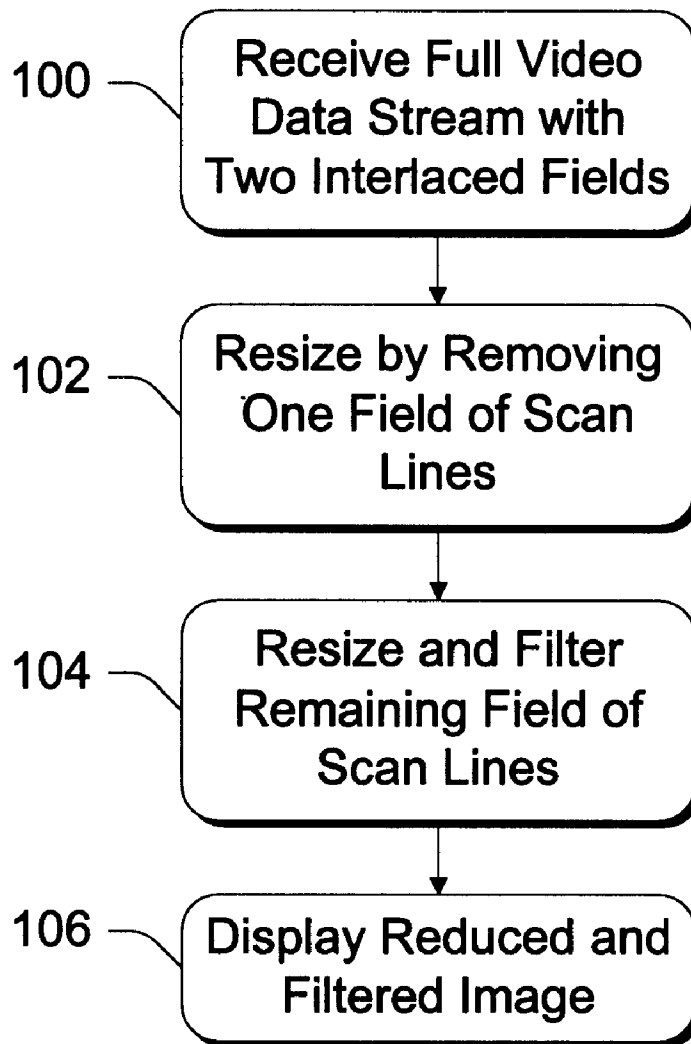 100
Receive Full Video
Data Stream with
Two Interlaced Fields
102
Resize by Removing
One Field of Scan
Lines
104
Resize and Filter
Remaining Field of
Scan Lines
106
Display Reduced and
Filtered Image